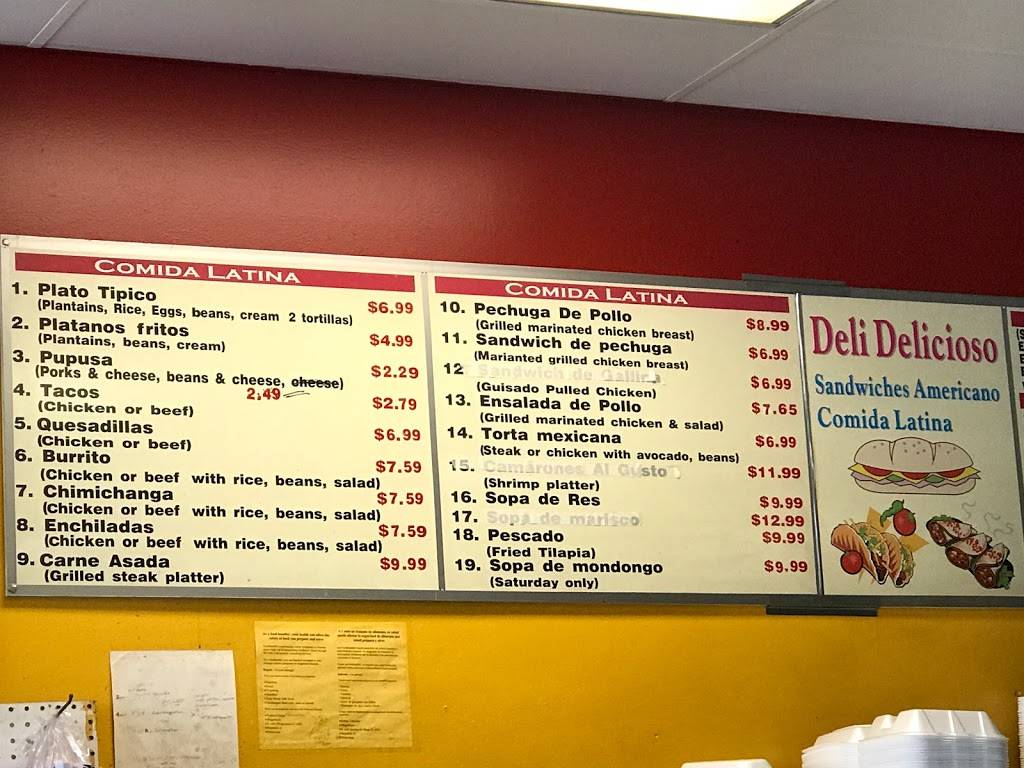 COMIDA LATINA
1. Plato Tipico $6.99
(Plantains, Rice, Eggs, beans, cream 2 tortillas)
2. Platanos fritos $4.99
(Plantains, beans, cream)
3. Pupusa $2.29
(Porks & cheese, beans & cheese, cheese)
2.49
4. Tacos $2.79
(Chicken or beef)
5. Quesadillas $6.99
(Chicken or beef)
6. Burrito $7.59
(Chicken or beef with rice, beans, salad)
7. Chimichanga $7.59
(Chicken or beef with rice, beans, salad)
8. Enchiladas $7.59
(Chicken or beef with rice, beans, salad)
9. Carne Asada $9.99
(Grilled steak platter)
COMIDA LATINA
10. Pechuga De Pollo $8.99
(Grilled marinated chicken breast)
11. Sandwich de pechuga $6.99
(Marianted grilled chicken breast)
12 Sandwich de Gallina $6.99
(Guisado Pulled Chicken)
13. Ensalada de Pollo $7.65
(Grilled marinated chicken & salad)
14. Torta mexicana $6.99
(Steak or chicken with avocado, beans)
15. Camarones Al Gusto $11.99
(Shrimp platter)
16. Sopa de Res $9.99
17. Sopa de marisco $12.99
18. Pescado $9.99
(Fried Tilapia)
19. Sopa de mondongo $9.99
(Saturday only)
Deli Delicioso
Sandwiches Americano
Comida Latina